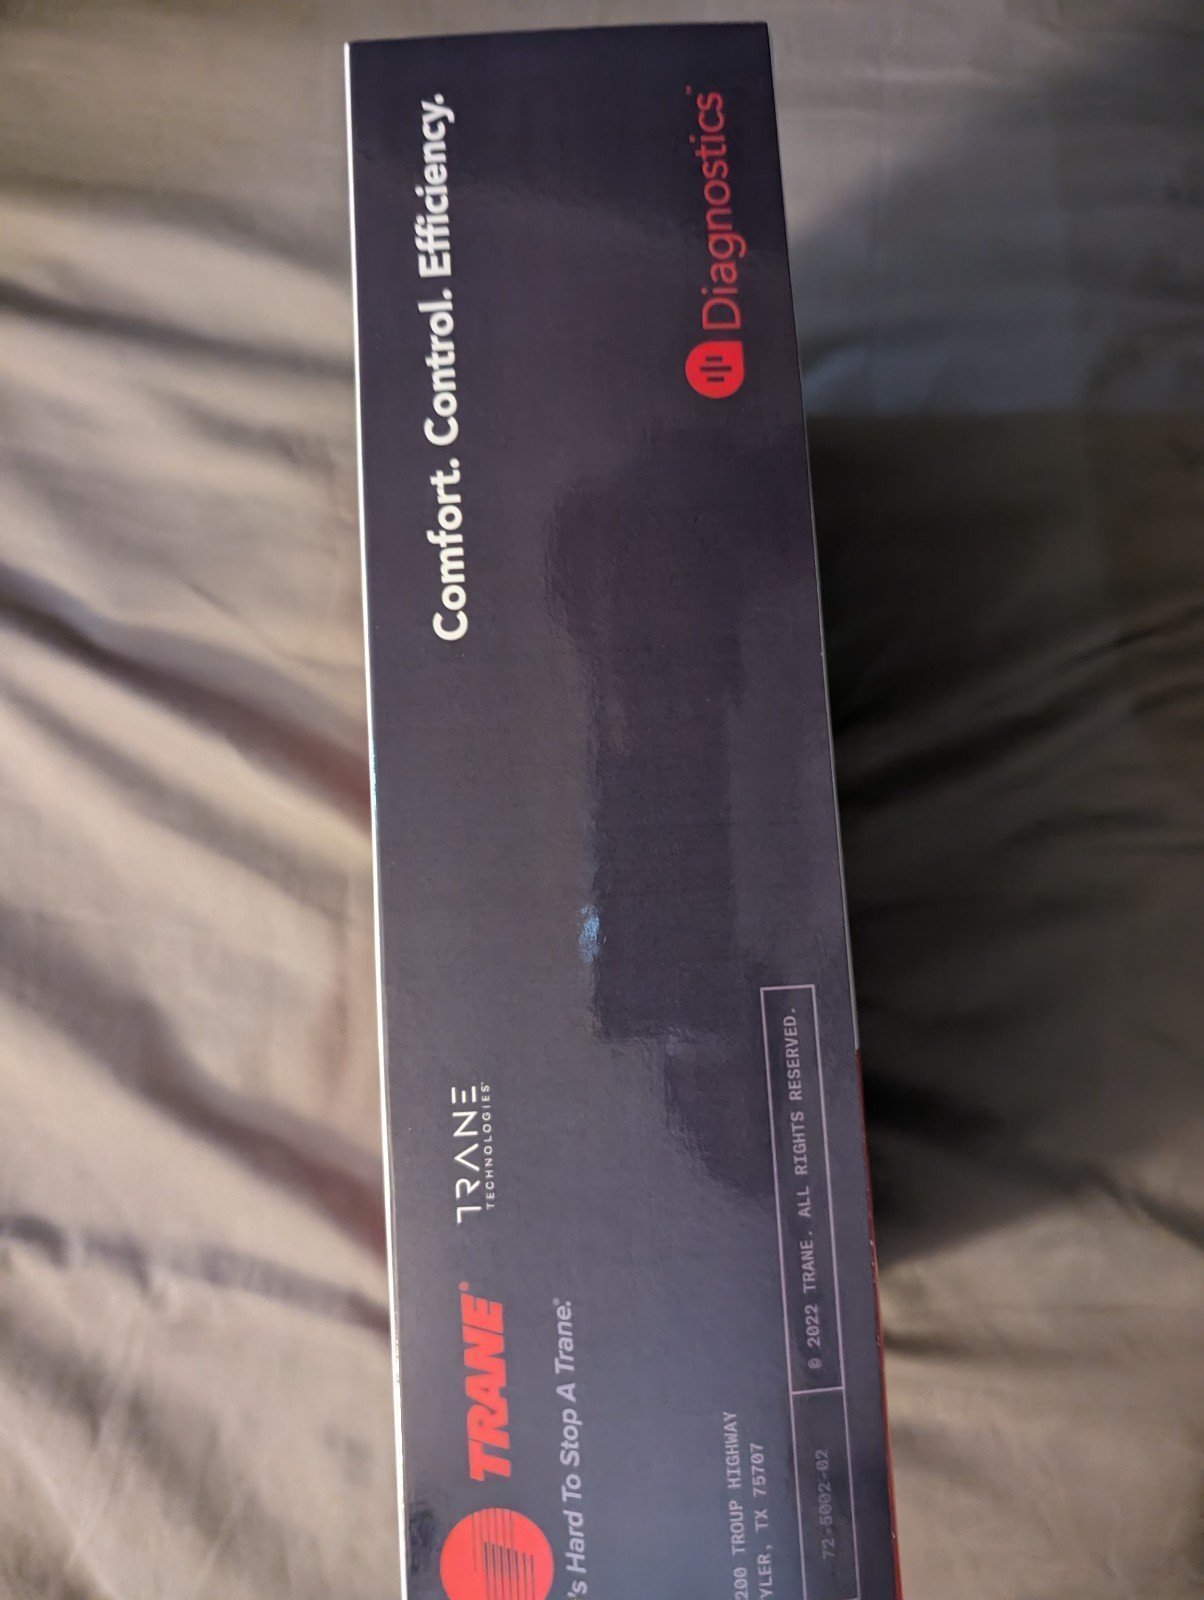 Comfort. Control. Efficiency.
Diagnostics™
TRANE
TECHNOLOGIES™
TRANE®
's Hard To Stop A Trane.®
200 TROUP HIGHWAY
YLER, TX 75707
72-5002-02
© 2022 TRANE. ALL RIGHTS RESERVED.